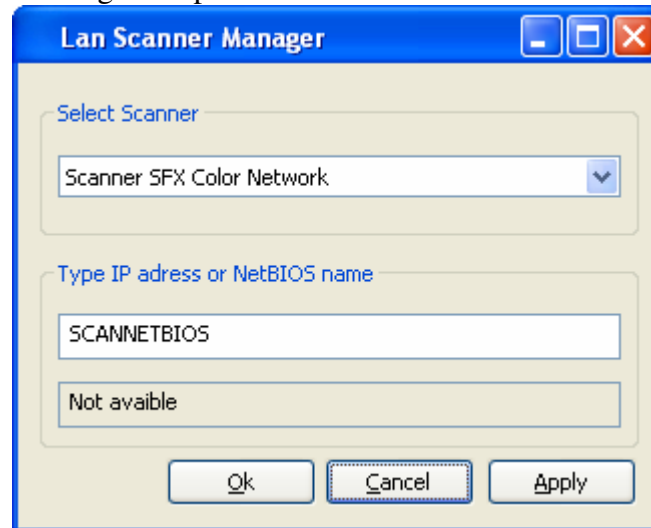 Lan Scanner Manager
Select Scanner
Scanner SFX Color Network
Type IP adress or NetBIOS name
SCANNETBIOS
Not avaible
Ok Cancel Apply